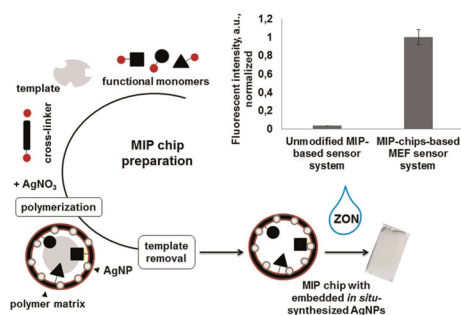 template
functional monomers
cross-linker
+ AgNO₃
polymerization
MIP chip
preparation
template
removal
AgNP
polymer matrix
Fluorescent intensity, a.u.,
normalized
1,2
1
0,8
0,6
0,4
0,2
0
Unmodified MIP-
based sensor
system
MIP-chips-based
MEF sensor
system
ZON
MIP chip with
embedded in situ-
synthesized AgNPs